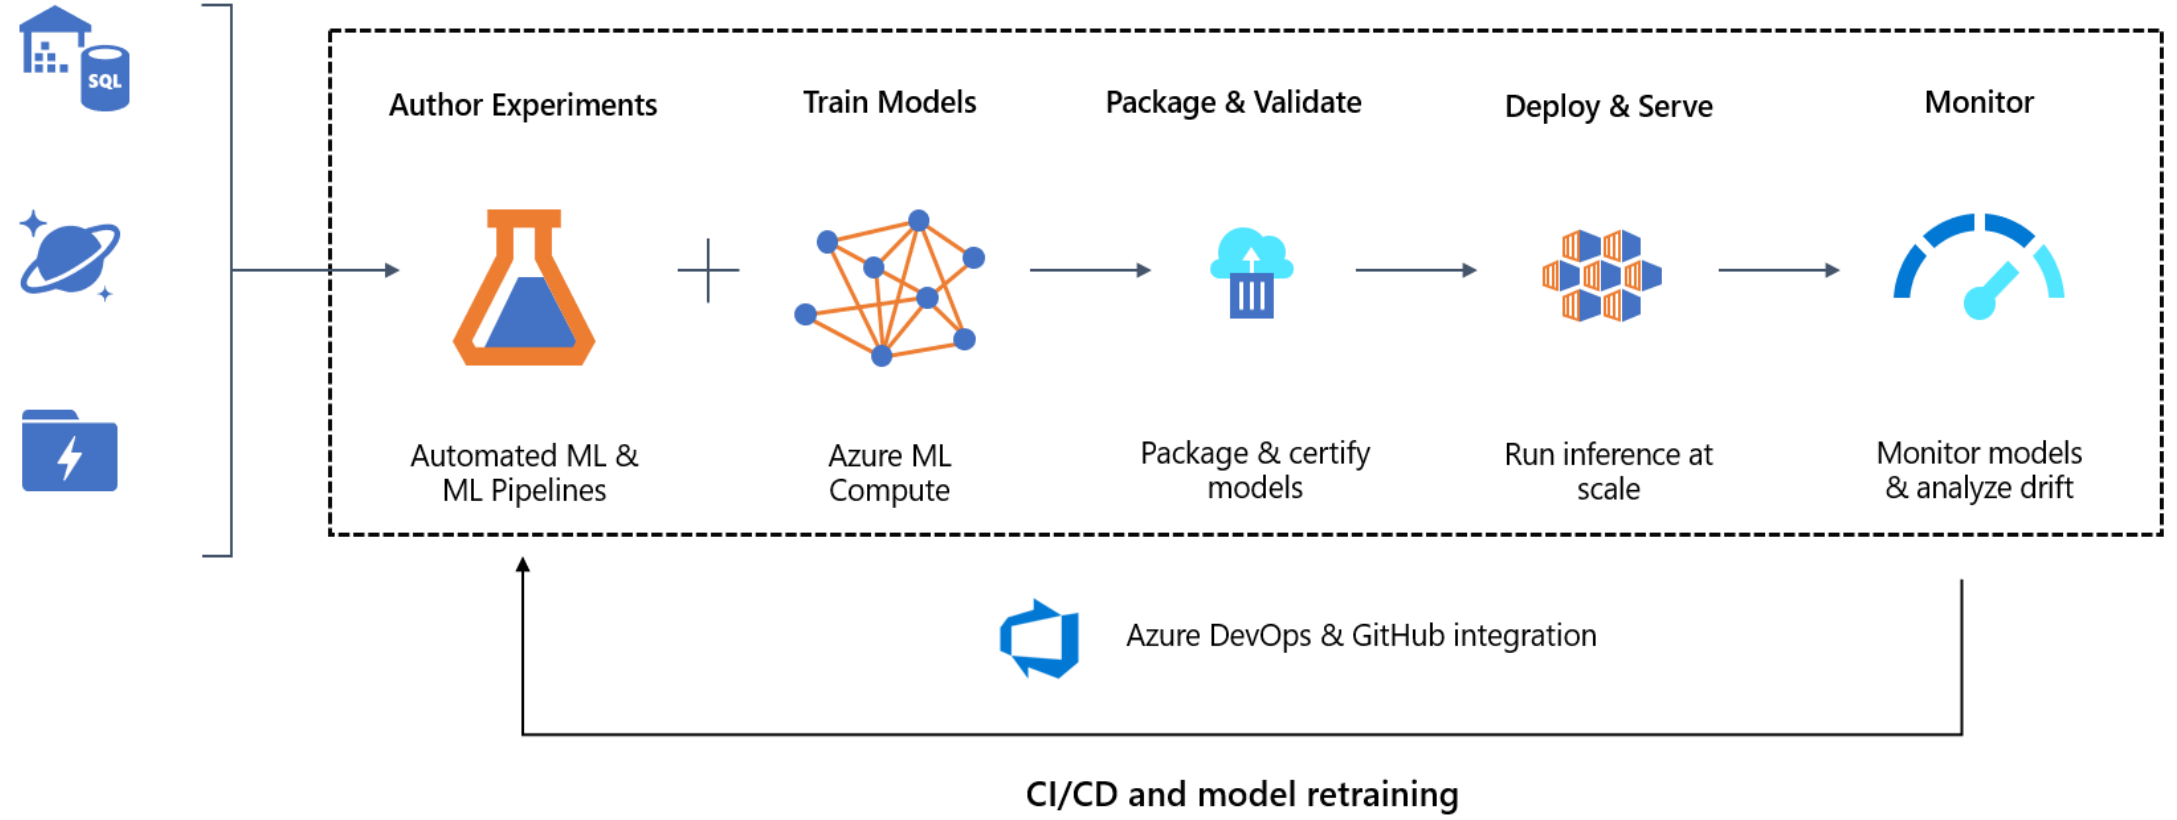 SQL
Author Experiments
Train Models
Package & Validate
Deploy & Serve
Monitor
Automated ML &
ML Pipelines
Azure ML
Compute
Package & certify
models
Run inference at
scale
Monitor models
& analyze drift
Azure DevOps & GitHub integration
CI/CD and model retraining